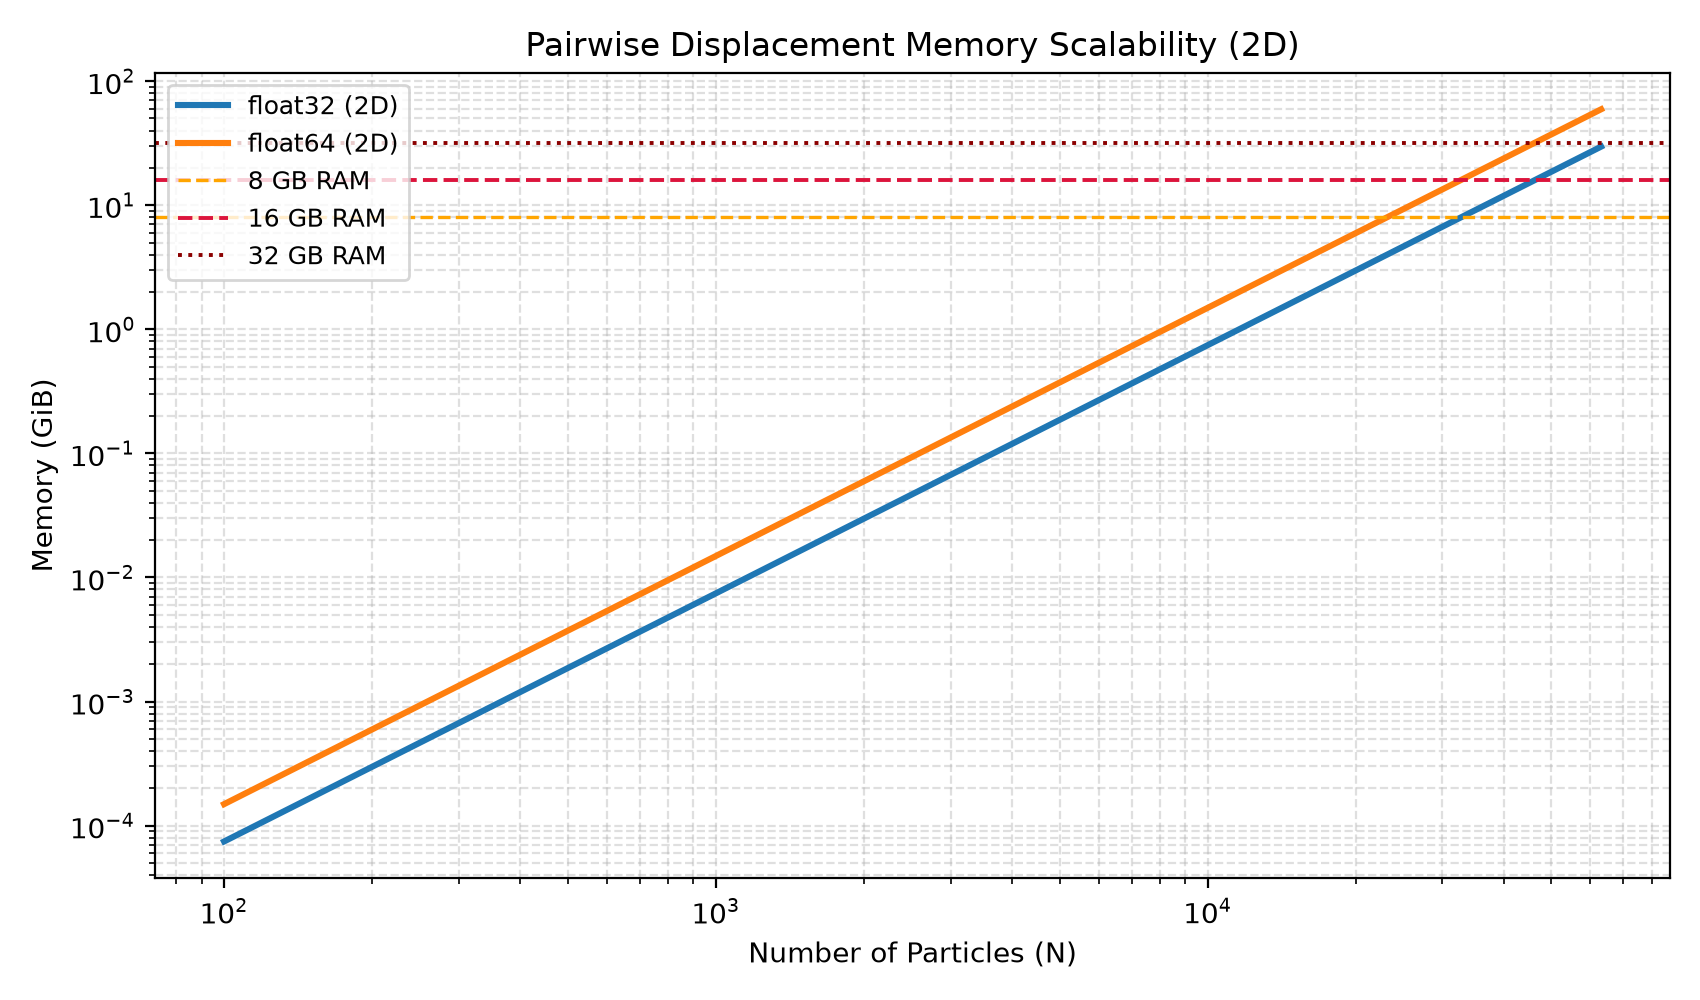 Pairwise Displacement Memory Scalability (2D)
float32 (2D)
float64 (2D)
8 GB RAM
16 GB RAM
32 GB RAM
Memory (GiB)
10²
10¹
10⁰
10⁻¹
10⁻²
10⁻³
10⁻⁴
10²
10³
10⁴
Number of Particles (N)